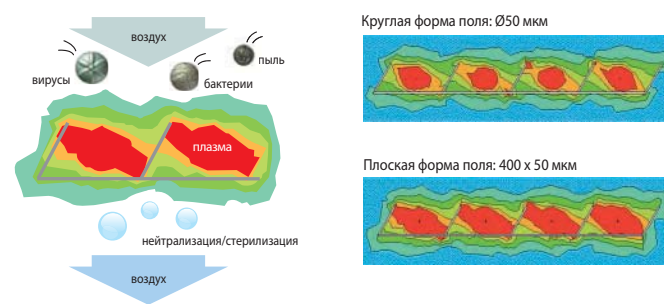 воздух
вирусы
бактерии
пыль
плазма
нейтрализация/стерилизация
воздух
Круглая форма поля: Ø50 мкм
Плоская форма поля: 400 x 50 мкм